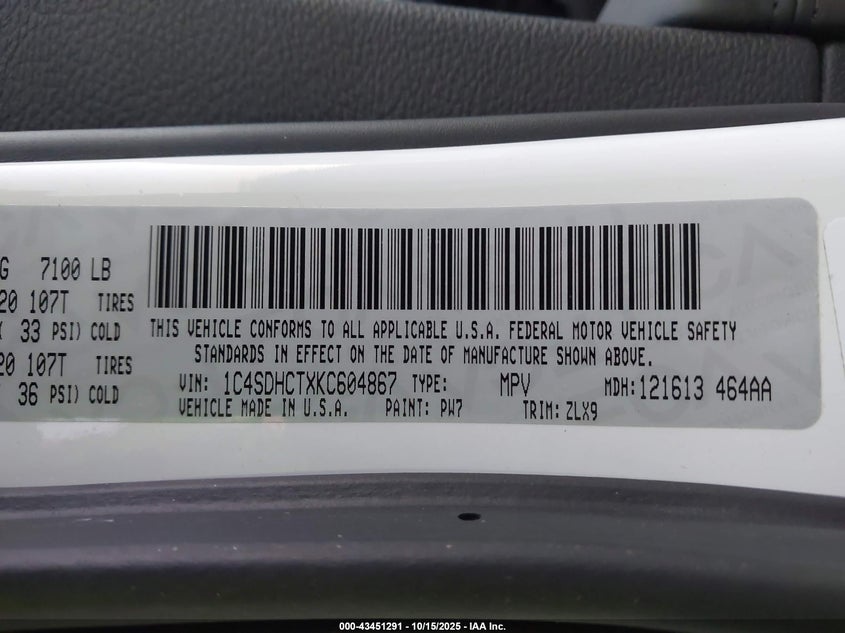 G 7100 LB
20 107T TIRES
33 PSI) COLD
20 107T TIRES
36 PSI) COLD
THIS VEHICLE CONFORMS TO ALL APPLICABLE U.S.A. FEDERAL MOTOR VEHICLE SAFETY
STANDARDS IN EFFECT ON THE DATE OF MANUFACTURE SHOWN ABOVE.
VIN: 1C4SDHCTXKC604867 TYPE: MPV MDH:121613 464AA
VEHICLE MADE IN U.S.A. PAINT: PW7 TRIM: ZLX9
000-43451291 - 10/15/2025 - IAA Inc.